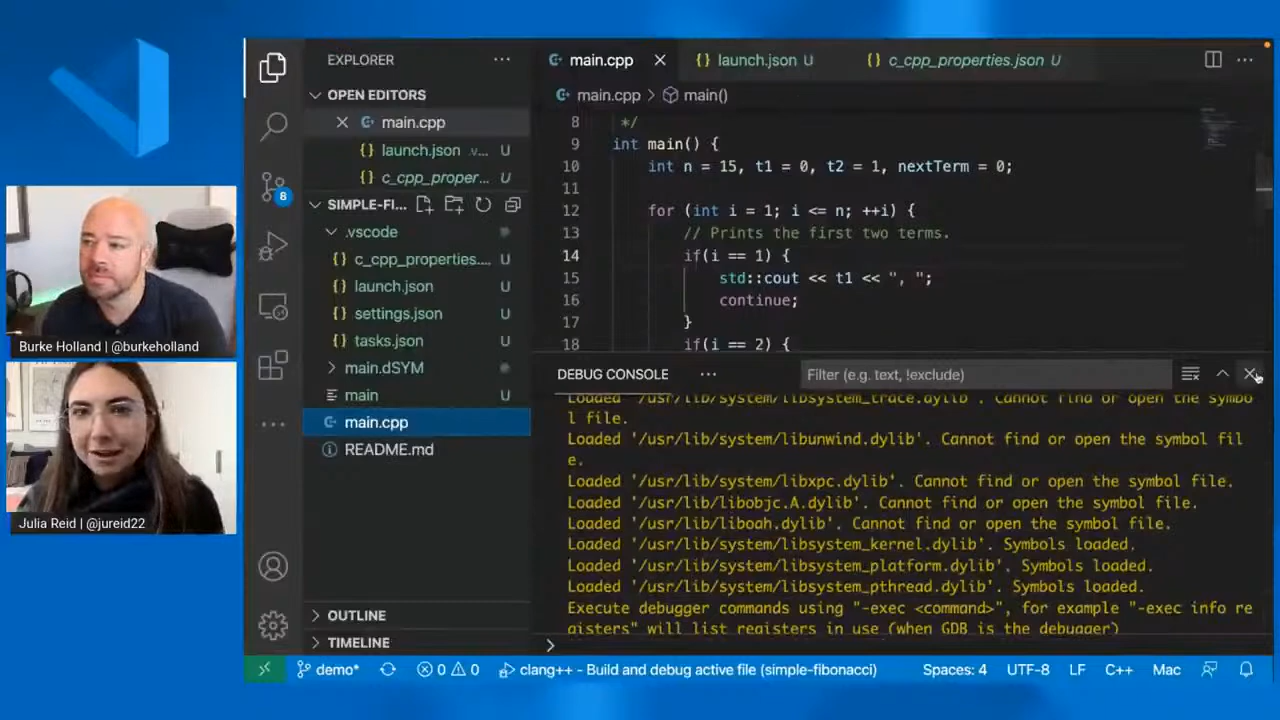 EXPLORER
OPEN EDITORS
main.cpp
launch.json .v... U
c_cpp_proper... U
SIMPLE-FI...
.vscode
c_cpp_properties.... U
launch.json U
settings.json U
tasks.json U
main.dSYM
main U
main.cpp
README.md
OUTLINE
TIMELINE
8
main.cpp
launch.json U
c_cpp_properties.json U
main.cpp > main()
8 */
9 int main() {
10 int n = 15, t1 = 0, t2 = 1, nextTerm = 0;
11
12 for (int i = 1; i <= n; ++i) {
13 // Prints the first two terms.
14 if(i == 1) {
15 std::cout << t1 << ", ";
16 continue;
17 }
18 if(i == 2) {
DEBUG CONSOLE
Filter (e.g. text, !exclude)
Loaded '/usr/lib/system/libsystem_trace.dylib'. Cannot find or open the symbo
l file.
Loaded '/usr/lib/system/libunwind.dylib'. Cannot find or open the symbol fil
e.
Loaded '/usr/lib/system/libxpc.dylib'. Cannot find or open the symbol file.
Loaded '/usr/lib/libobjc.A.dylib'. Cannot find or open the symbol file.
Loaded '/usr/lib/liboah.dylib'. Cannot find or open the symbol file.
Loaded '/usr/lib/system/libsystem_kernel.dylib'. Symbols loaded.
Loaded '/usr/lib/system/libsystem_platform.dylib'. Symbols loaded.
Loaded '/usr/lib/system/libsystem_pthread.dylib'. Symbols loaded.
Execute debugger commands using "-exec <command>", for example "-exec info re
gisters" will list registers in use (when GDB is the debugger)
Burke Holland | @burkeholland
Julia Reid | @jureid22
demo* 0 0 clang++ - Build and debug active file (simple-fibonacci) Spaces: 4 UTF-8 LF C++ Mac